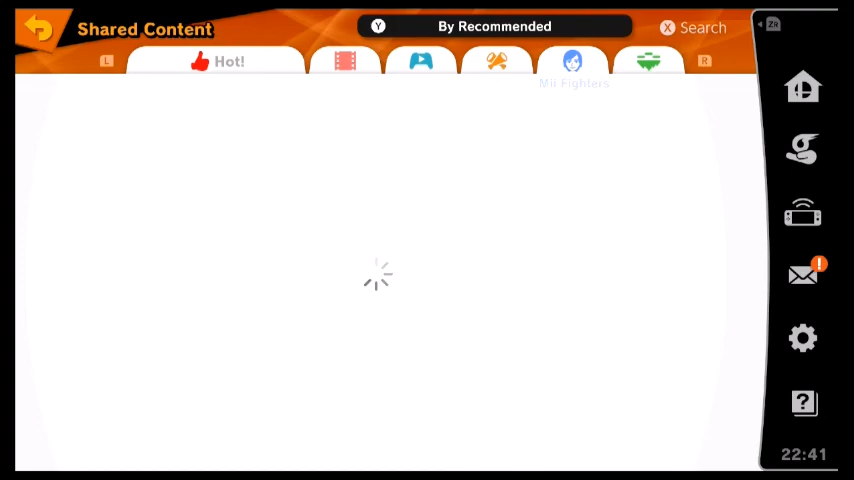 Shared Content
Y
By Recommended
X Search
ZR
L
Hot!
R
Mii Fighters
!
?
22:41